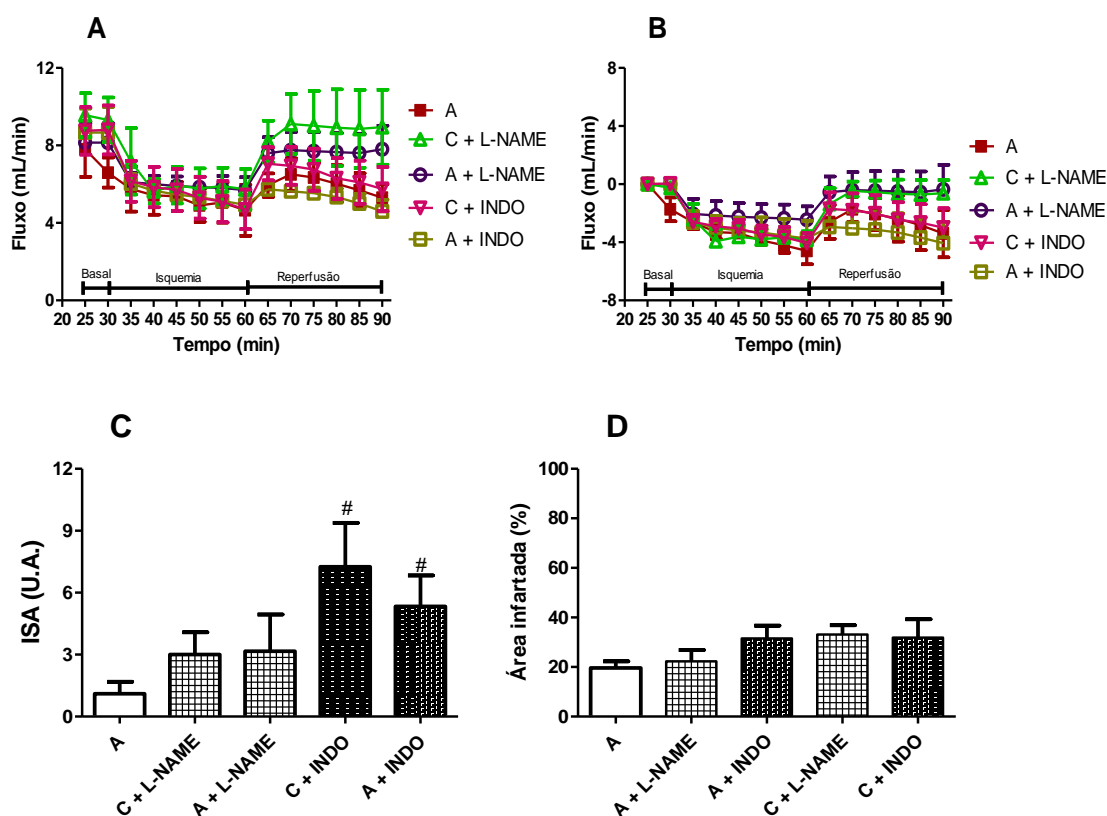 A
12
8
4
0
Fluxo (mL/min)
Basal
Isquemia
Reperfusão
20 25 30 35 40 45 50 55 60 65 70 75 80 85 90
Tempo (min)
A
C + L-NAME
A + L-NAME
C + INDO
A + INDO
B
8
4
0
-4
-8
Fluxo (mL/min)
Basal
Isquemia
Reperfusão
20 25 30 35 40 45 50 55 60 65 70 75 80 85 90
Tempo (min)
A
C + L-NAME
A + L-NAME
C + INDO
A + INDO
C
12
9
6
3
0
ISA (U.A.)
#
#
A
C + L-NAME
A + L-NAME
C + INDO
A + INDO
D
100
80
60
40
20
0
Área infartada (%)
A
A + L-NAME
A + INDO
C + L-NAME
C + INDO